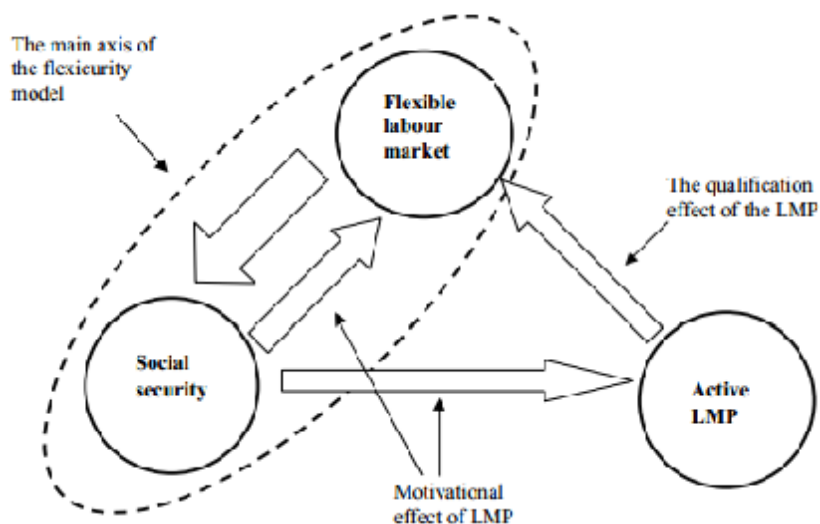 The main axis of
the flexicurity
model
Flexible
labour
market
The qualification
effect of the LMP
Social
security
Active
LMP
Motivational
effect of LMP